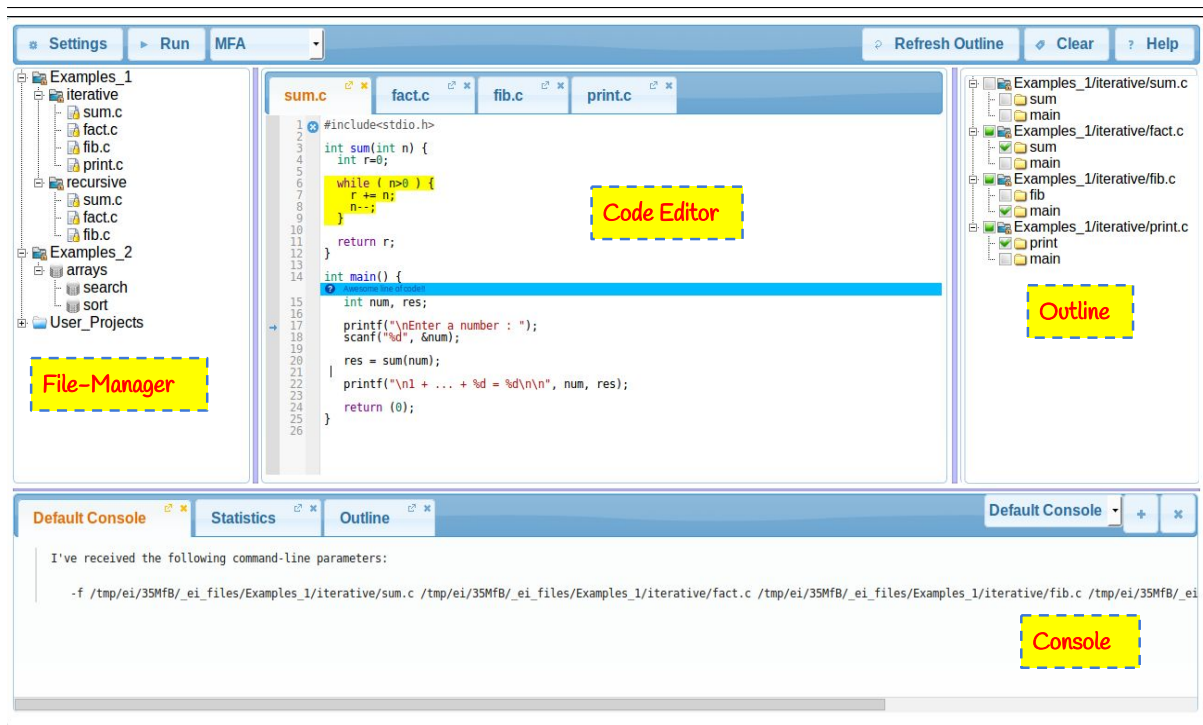 Settings Run MFA Refresh Outline Clear ? Help
Examples_1
iterative
sum.c
fact.c
fib.c
print.c
recursive
sum.c
fact.c
fib.c
Examples_2
arrays
search
sort
User_Projects
File-Manager
sum.c fact.c fib.c print.c
1 #include<stdio.h>
2
3 int sum(int n) {
4 int r=0;
5
6 while ( n>0 ) {
7 r += n;
8 n--;
9 }
10
11 return r;
12 }
13
14 int main() {
? Awesome line of code!!
15 int num, res;
16
17 printf("\nEnter a number : ");
18 scanf("%d", &num);
19
20 res = sum(num);
21
22 printf("\n1 + ... + %d = %d\n\n", num, res);
23
24 return (0);
25 }
26
Code Editor
Examples_1/iterative/sum.c
sum
main
Examples_1/iterative/fact.c
sum
main
Examples_1/iterative/fib.c
fib
main
Examples_1/iterative/print.c
print
main
Outline
Default Console Statistics Outline Default Console +
I've received the following command-line parameters:
-f /tmp/ei/35MfB/_ei_files/Examples_1/iterative/sum.c /tmp/ei/35MfB/_ei_files/Examples_1/iterative/fact.c /tmp/ei/35MfB/_ei_files/Examples_1/iterative/fib.c /tmp/ei/35MfB/_ei
Console